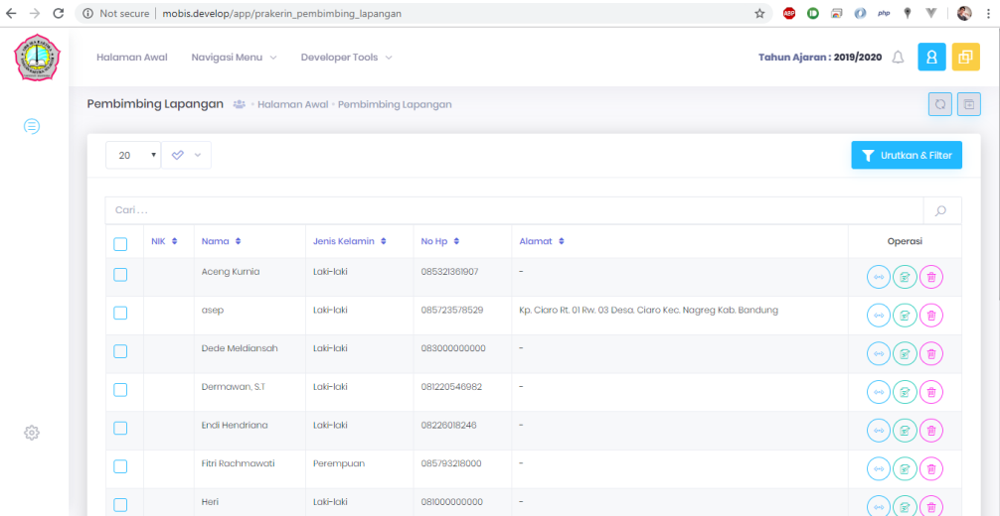 Not secure | mobis.develop/app/prakerin_pembimbing_lapangan
ABP php
Halaman Awal Navigasi Menu Developer Tools Tahun Ajaran : 2019/2020
Pembimbing Lapangan Halaman Awal Pembimbing Lapangan
20 Urutkan & Filter
Cari . . .
NIK Nama Jenis Kelamin No Hp Alamat Operasi
Aceng Kurnia Laki-laki 085321361907 -
asep Laki-laki 085723578529 Kp. Ciaro Rt. 01 Rw. 03 Desa. Ciaro Kec. Nagreg Kab. Bandung
Dede Meldiansah Laki-laki 083000000000 -
Dermawan, S.T Laki-laki 081220546982 -
Endi Hendriana Laki-laki 08226018246 -
Fitri Rachmawati Perempuan 085793218000 -
Heri Laki-laki 081000000000 -